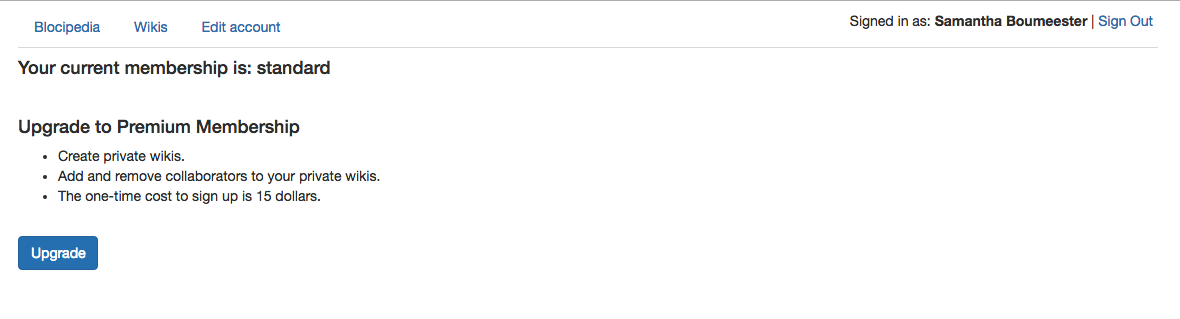 Blocipedia Wikis Edit account Signed in as: Samantha Boumeester | Sign Out
Your current membership is: standard
Upgrade to Premium Membership
• Create private wikis.
• Add and remove collaborators to your private wikis.
• The one-time cost to sign up is 15 dollars.
Upgrade